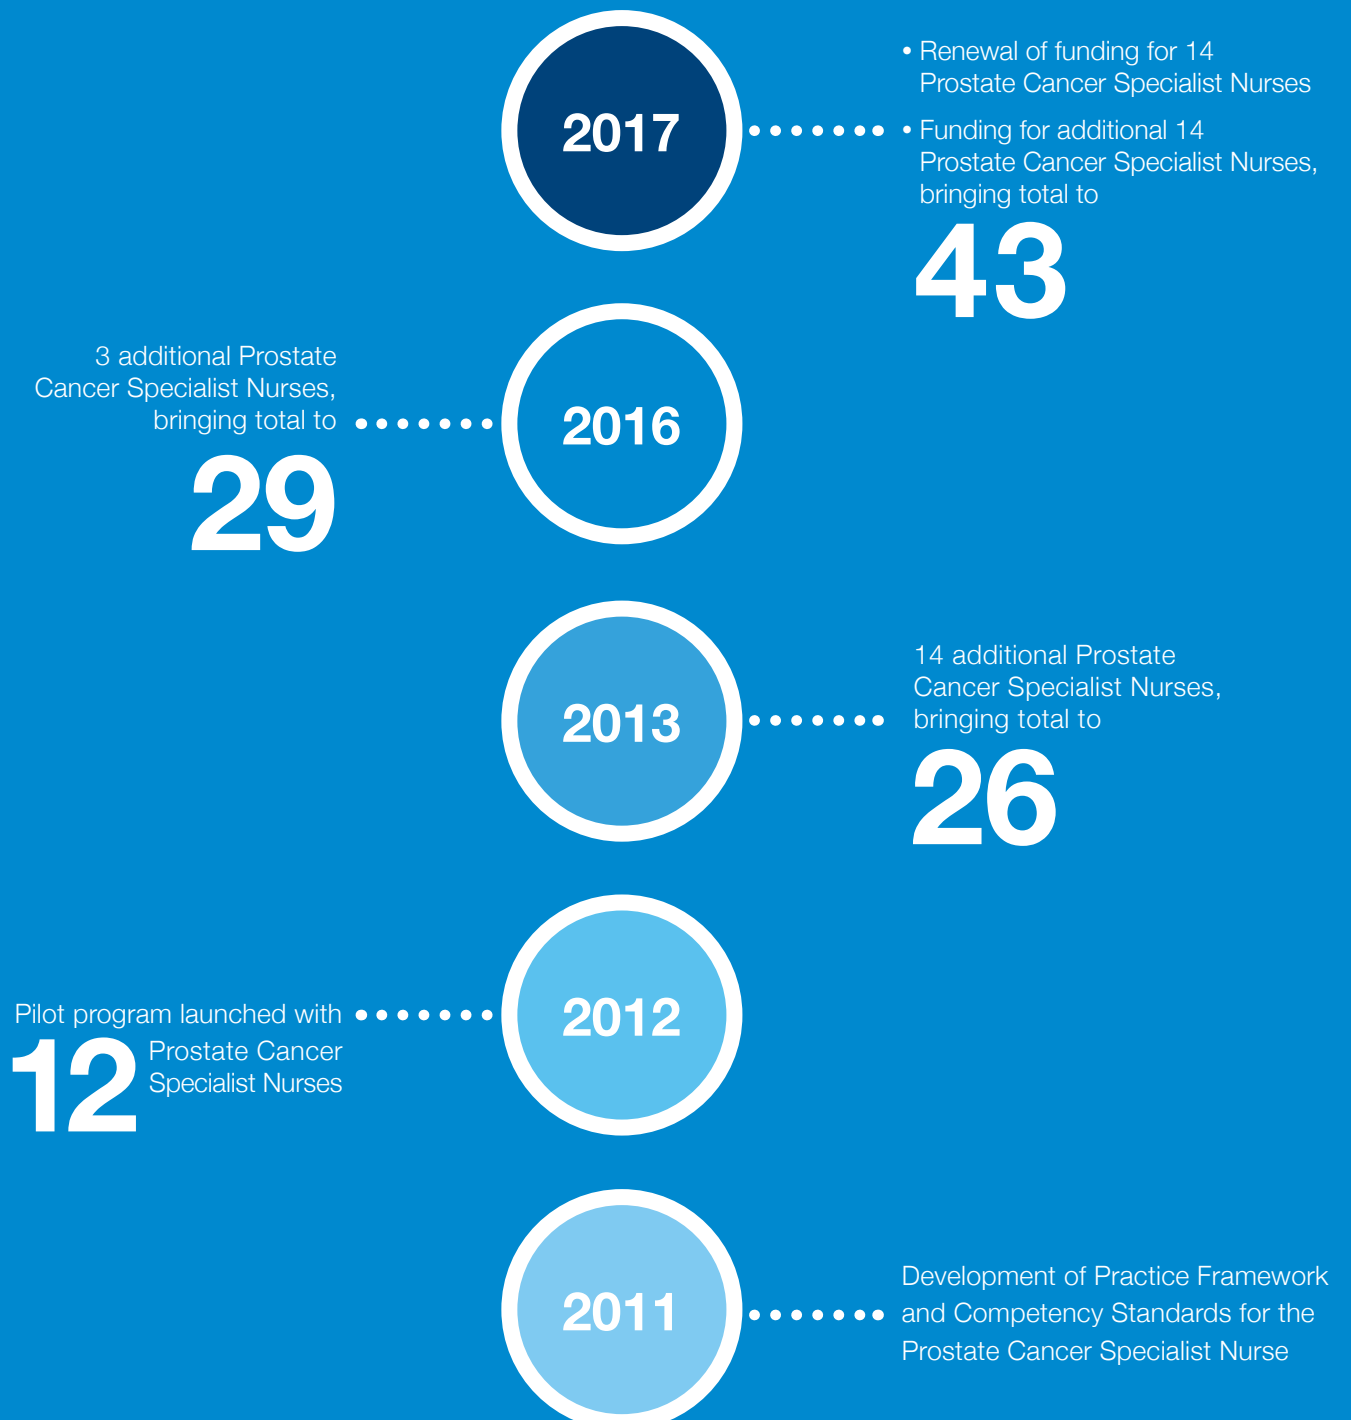 2017
• Renewal of funding for 14
Prostate Cancer Specialist Nurses
• Funding for additional 14
Prostate Cancer Specialist Nurses,
bringing total to
43
3 additional Prostate
Cancer Specialist Nurses,
bringing total to
29
2016
2013
14 additional Prostate
Cancer Specialist Nurses,
bringing total to
26
Pilot program launched with
12 Prostate Cancer
Specialist Nurses
2012
2011
Development of Practice Framework
and Competency Standards for the
Prostate Cancer Specialist Nurse